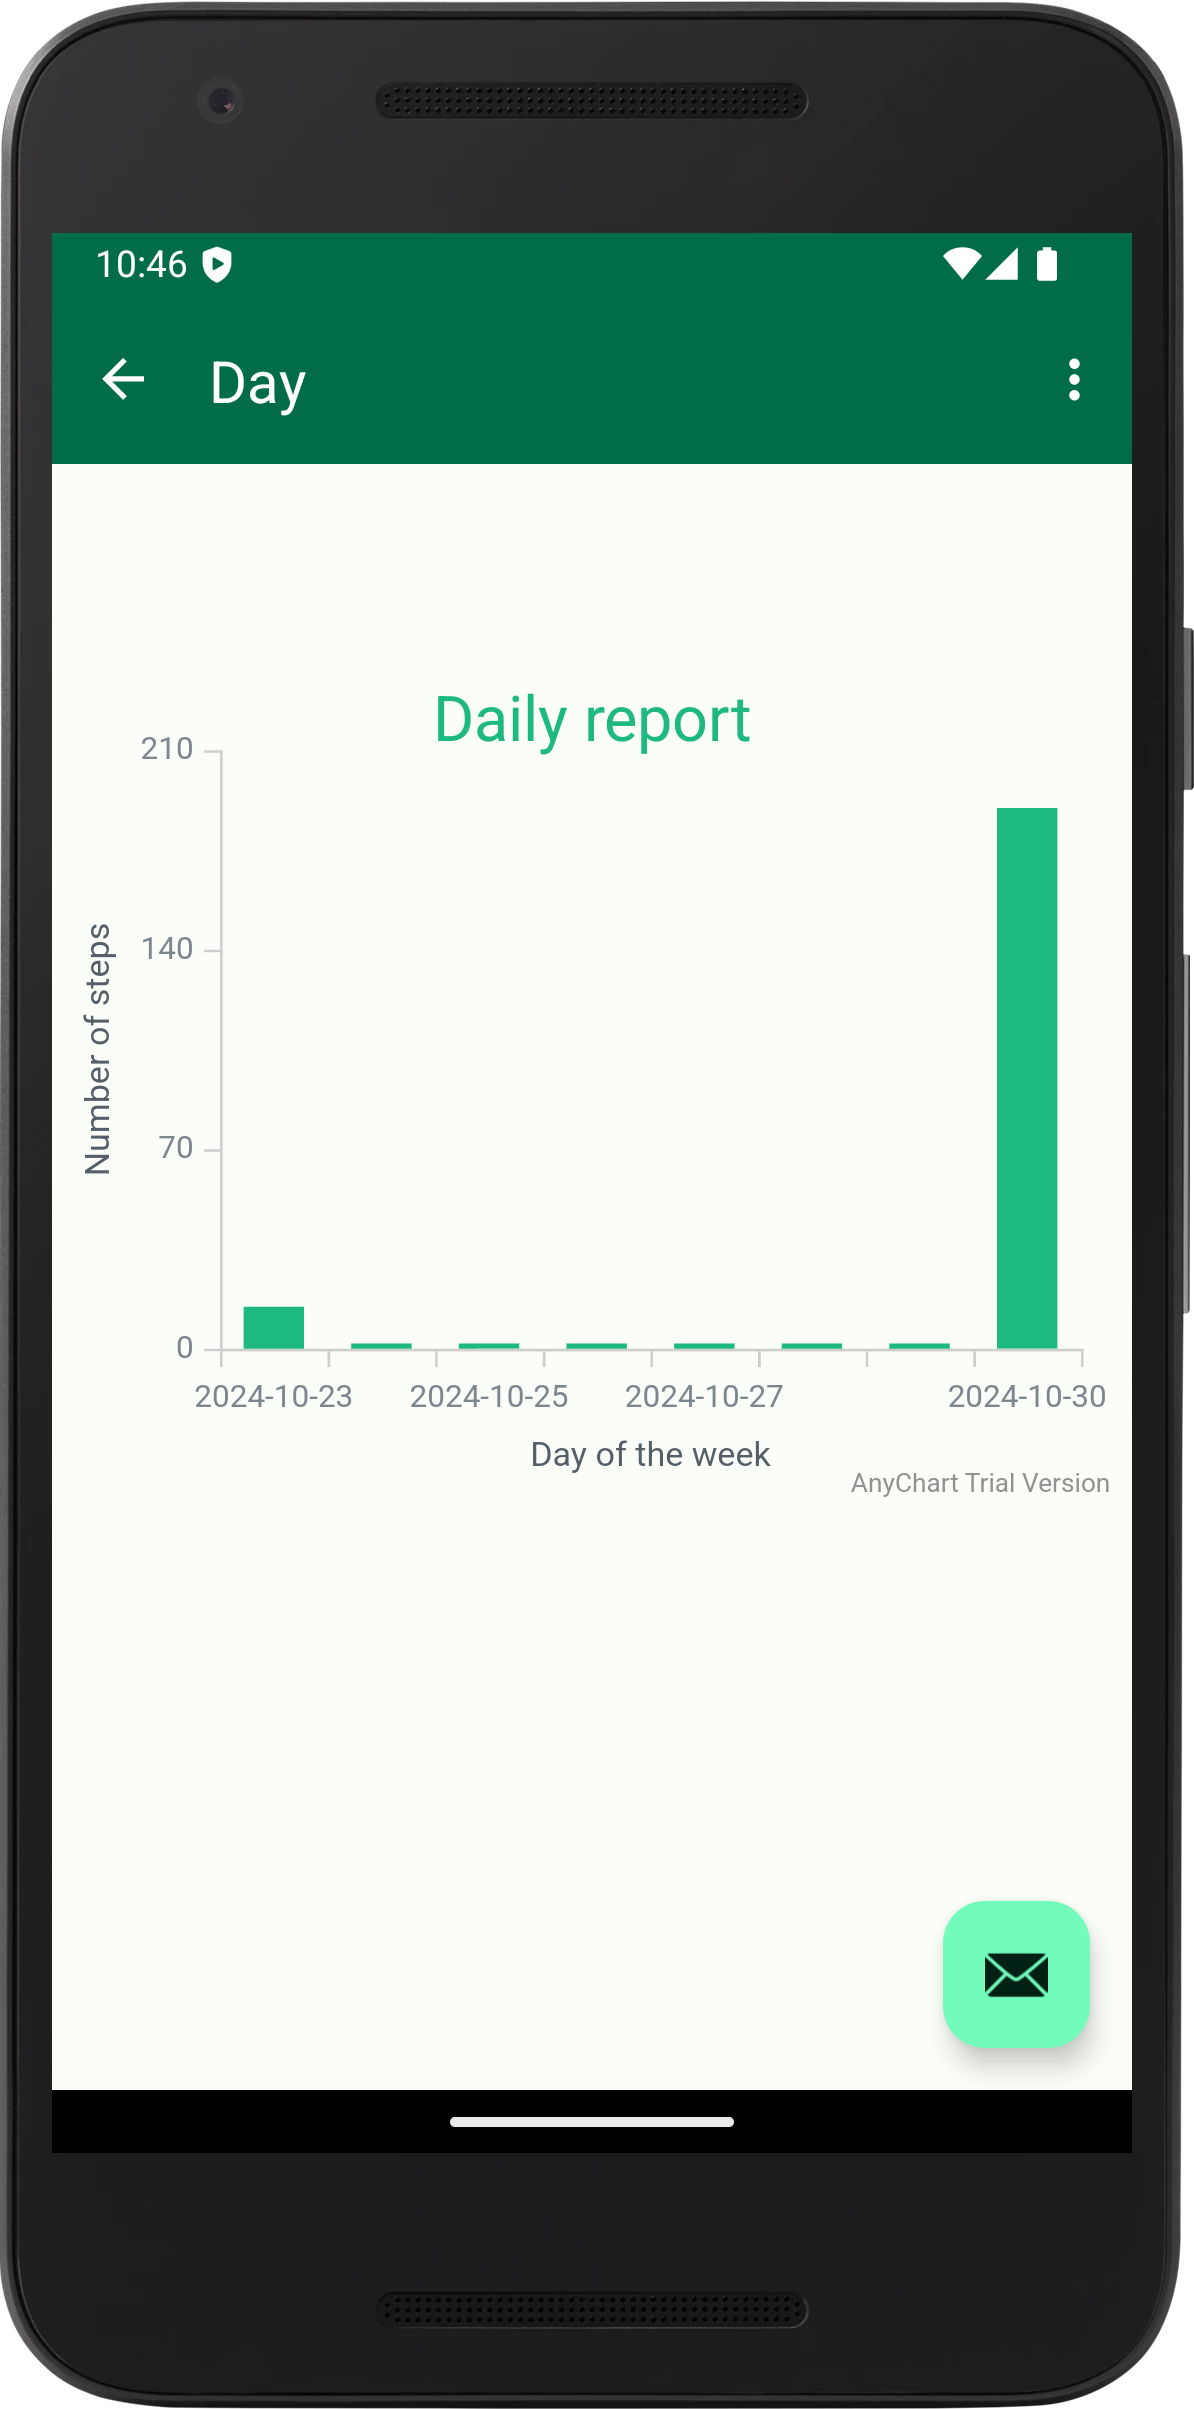 10:46
Day
Daily report
210
140
70
0
Number of steps
2024-10-23 2024-10-25 2024-10-27 2024-10-30
Day of the week
AnyChart Trial Version